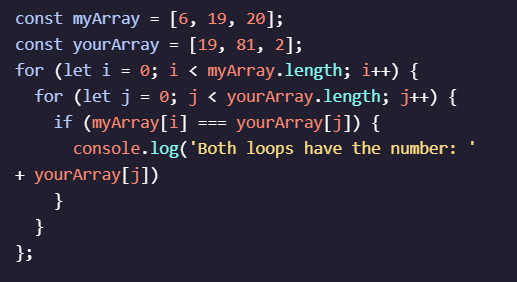 const myArray = [6, 19, 20];
const yourArray = [19, 81, 2];
for (let i = 0; i < myArray.length; i++) {
  for (let j = 0; j < yourArray.length; j++) {
    if (myArray[i] === yourArray[j]) {
      console.log('Both loops have the number: '
+ yourArray[j])
    }
  }
};